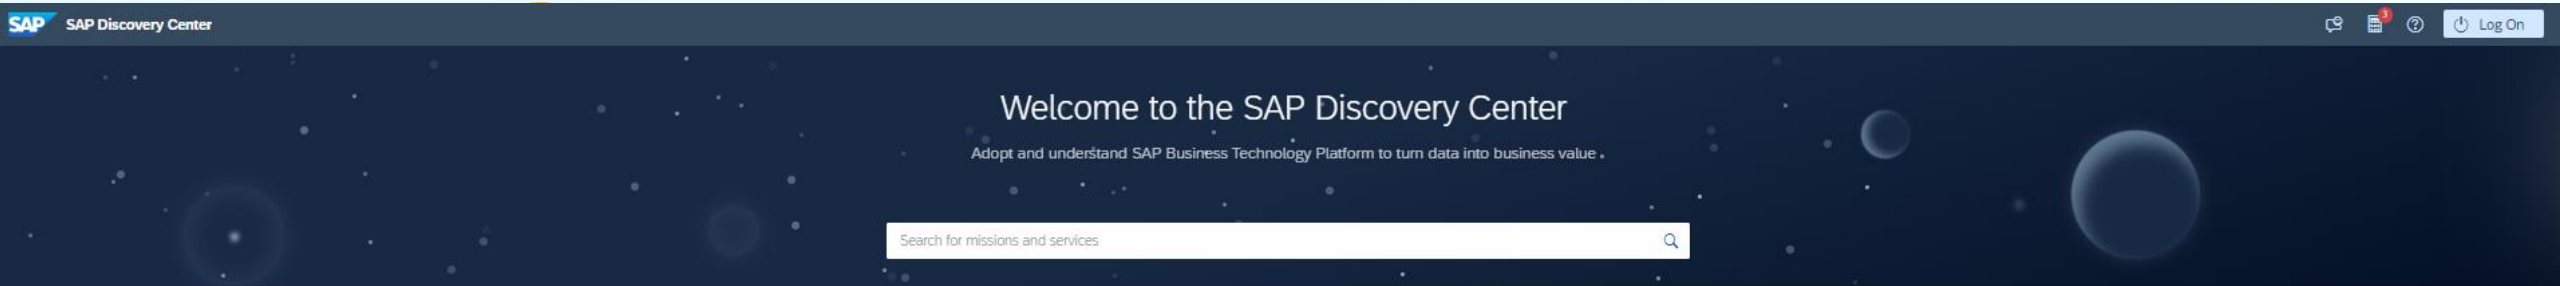 SAP SAP Discovery Center 3 Log On
Welcome to the SAP Discovery Center
Adopt and understand SAP Business Technology Platform to turn data into business value .
Search for missions and services